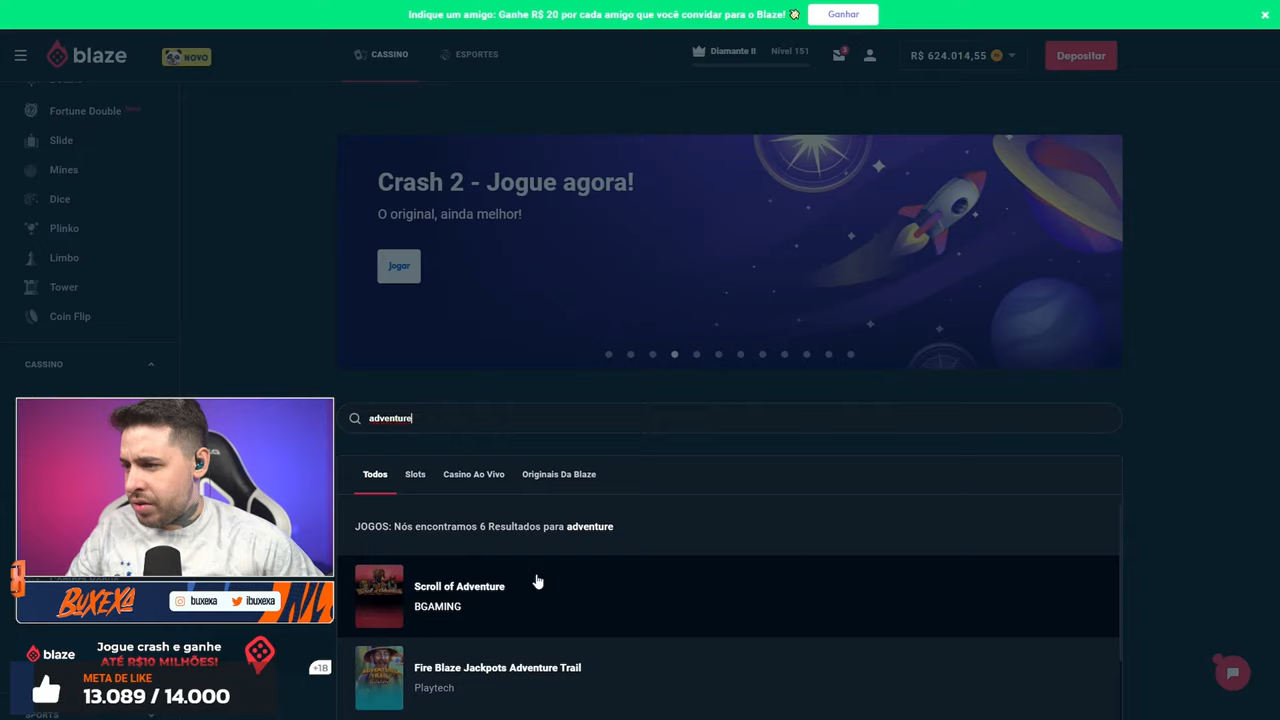 Indique um amigo: Ganhe R$ 20 por cada amigo que você convidar para o Blaze!
Ganhar
blaze
NOVO
CASSINO
ESPORTES
Diamante II
Nível 151
3
R$ 624.014,55
Depositar
Fortune Double
Slide
Mines
Dice
Plinko
Limbo
Tower
Coin Flip
CASSINO
Crash 2 - Jogue agora!
O original, ainda melhor!
Jogar
adventure
Todos
Slots
Casino Ao Vivo
Originais Da Blaze
JOGOS: Nós encontramos 6 Resultados para adventure
Scroll of Adventure
BGAMING
Fire Blaze Jackpots Adventure Trail
Playtech
BUXEXA
buxexa
ibuxexa
blaze
Jogue crash e ganhe
ATÉ R$10 MILHÕES!
+18
META DE LIKE
13.089 / 14.000
SPORTS